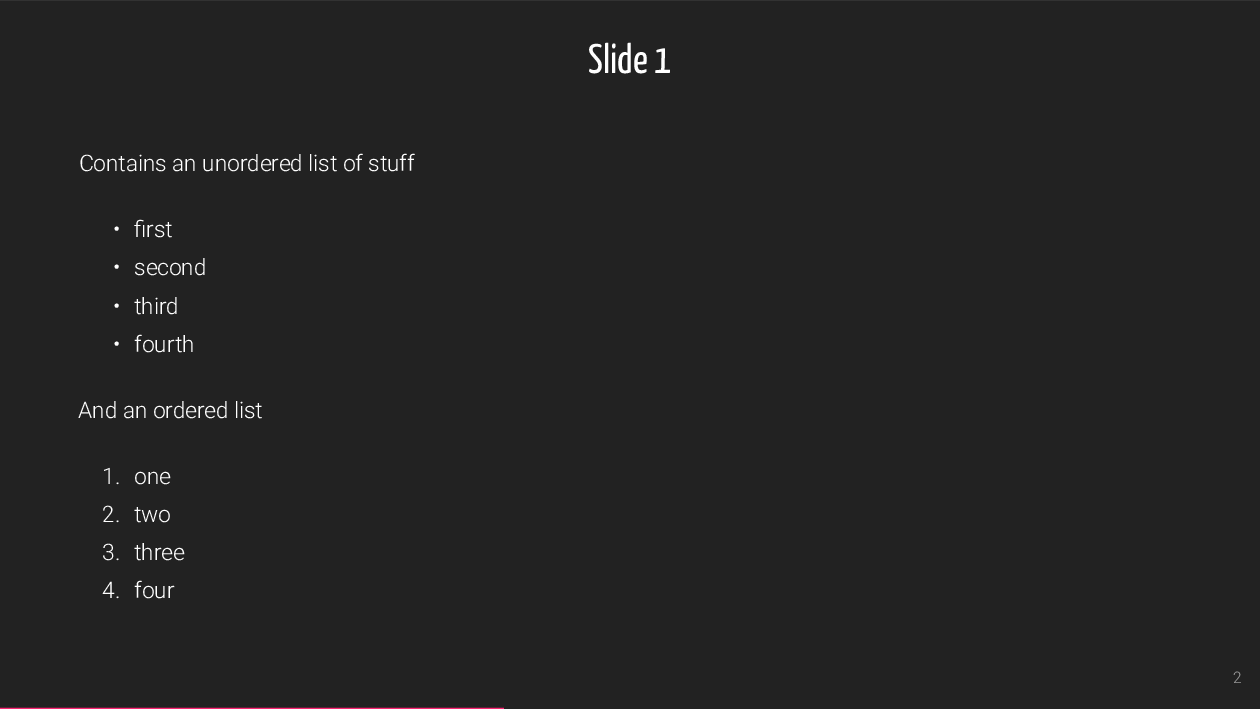 Slide 1
Contains an unordered list of stuff
• first
• second
• third
• fourth
And an ordered list
1. one
2. two
3. three
4. four
2